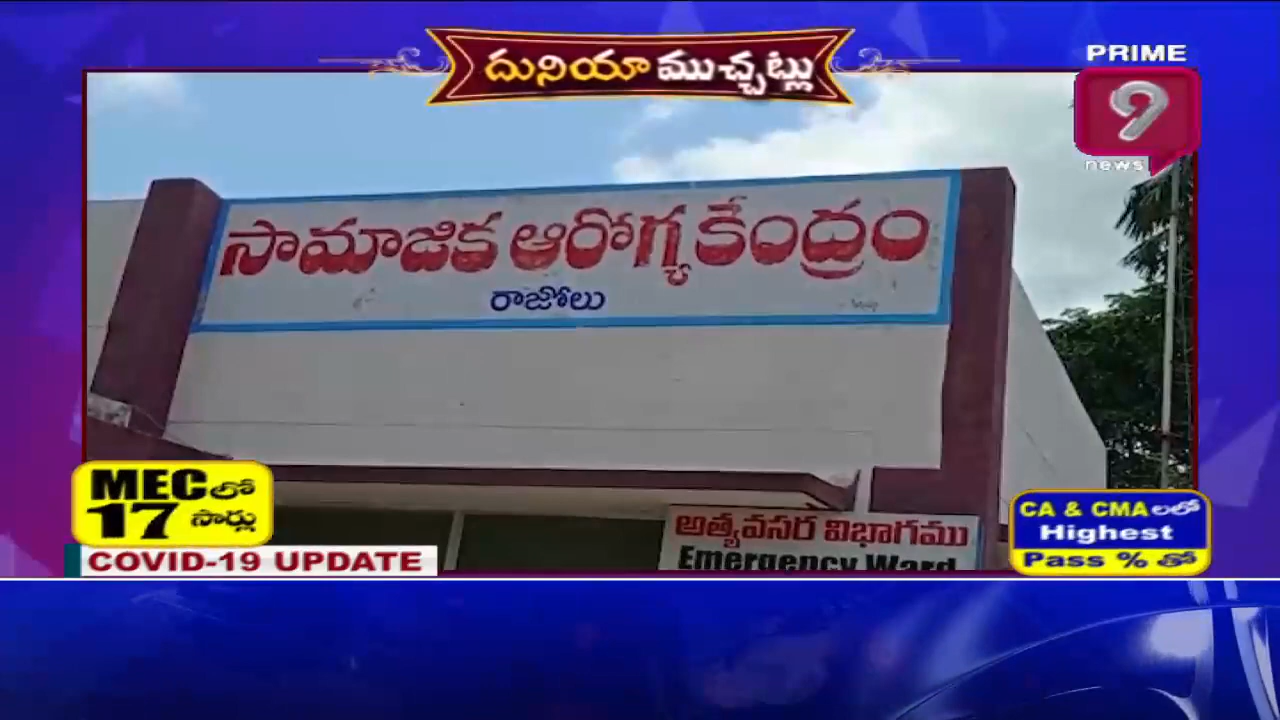 దునియా ముచ్చట్లు
PRIME
9
news
సామాజిక ఆరోగ్య కేంద్రం
రాజోలు
MECలో
17 సార్లు
COVID-19 UPDATE
అత్యవసర విభాగము
Emergency Ward
CA & CMAలలో
Highest
Pass % తో